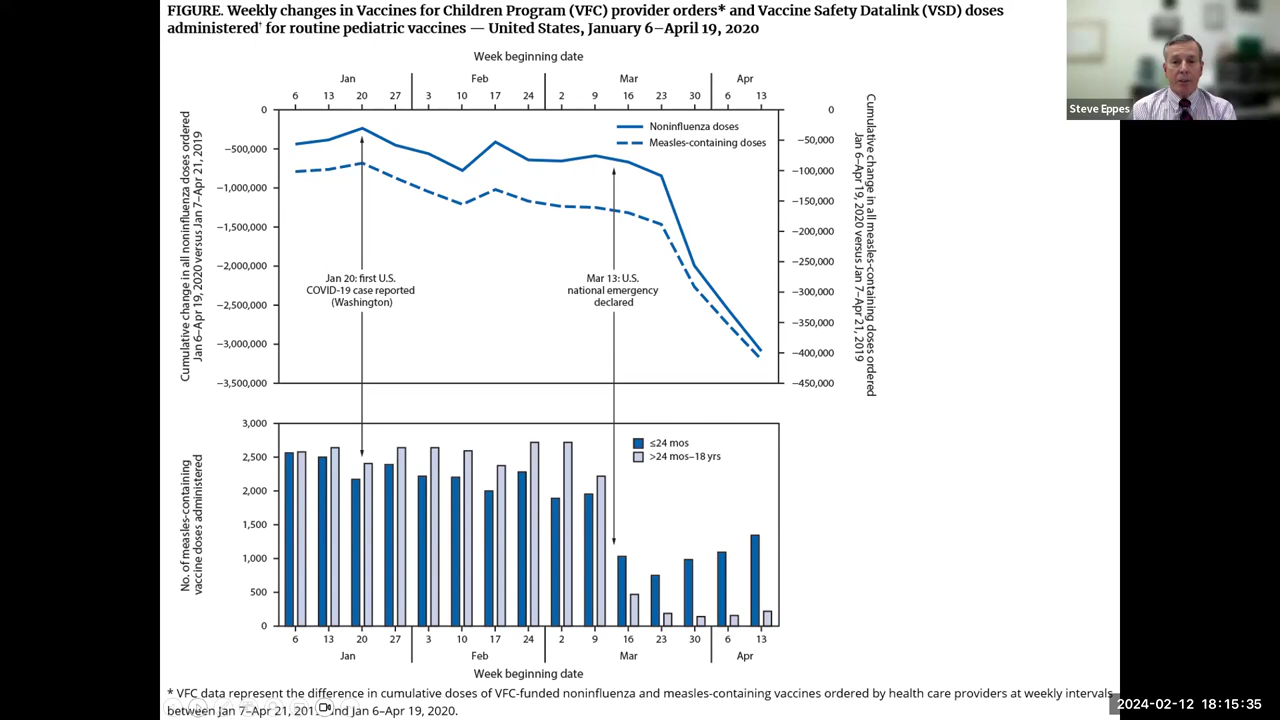 FIGURE. Weekly changes in Vaccines for Children Program (VFC) provider orders* and Vaccine Safety Datalink (VSD) doses
administered† for routine pediatric vaccines — United States, January 6–April 19, 2020
Steve Eppes
Week beginning date
Jan Feb Mar Apr
6 13 20 27 3 10 17 24 2 9 16 23 30 6 13
Cumulative change in all noninfluenza doses ordered
Jan 6–Apr 19, 2020 versus Jan 7–Apr 21, 2019
0
−500,000
−1,000,000
−1,500,000
−2,000,000
−2,500,000
−3,000,000
−3,500,000
Noninfluenza doses
Measles-containing doses
Jan 20: first U.S.
COVID-19 case reported
(Washington)
Mar 13: U.S.
national emergency
declared
0
−50,000
−100,000
−150,000
−200,000
−250,000
−300,000
−350,000
−400,000
−450,000
Cumulative change in all measles-containing doses ordered
Jan 6–Apr 19, 2020 versus Jan 7–Apr 21, 2019
No. of measles-containing
vaccine doses administered
3,000
2,500
2,000
1,500
1,000
500
0
≤24 mos
>24 mos–18 yrs
6 13 20 27 3 10 17 24 2 9 16 23 30 6 13
Jan Feb Mar Apr
Week beginning date
* VFC data represent the difference in cumulative doses of VFC-funded noninfluenza and measles-containing vaccines ordered by health care providers at weekly intervals
between Jan 7–Apr 21, 201 and Jan 6–Apr 19, 2020.
2024-02-12 18:15:35